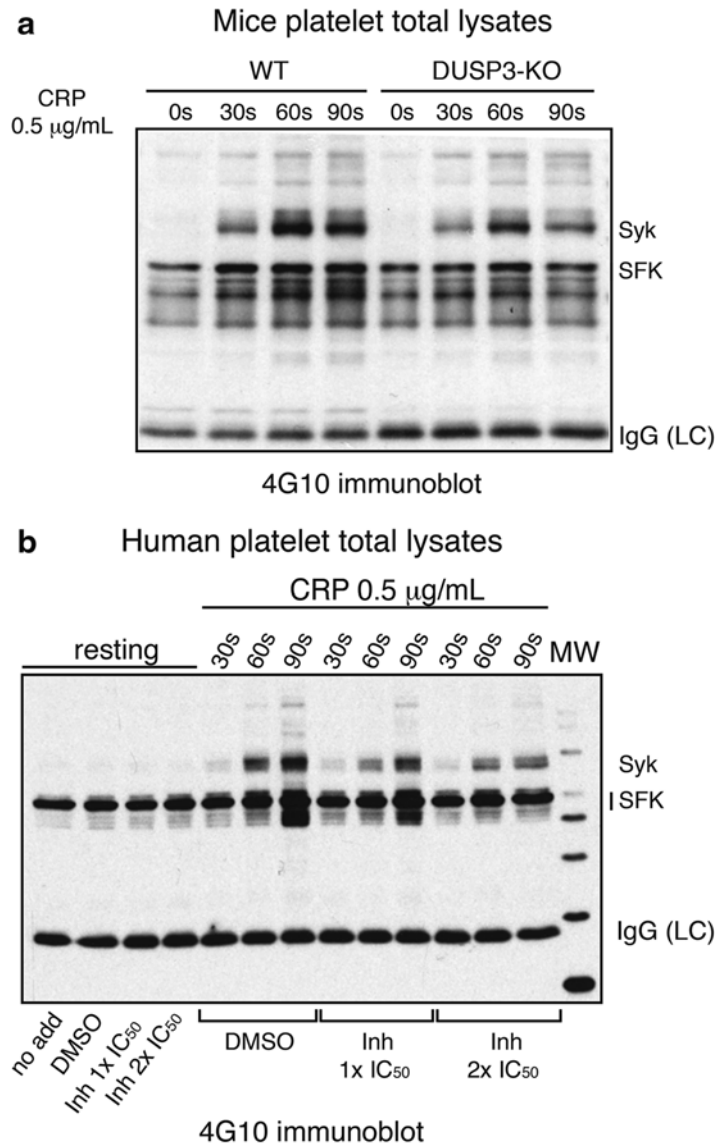 a Mice platelet total lysates
WT DUSP3-KO
CRP
0.5 μg/mL
0s 30s 60s 90s 0s 30s 60s 90s
Syk
SFK
IgG (LC)
4G10 immunoblot
b Human platelet total lysates
CRP 0.5 μg/mL
resting 30s 60s 90s 30s 60s 90s 30s 60s 90s MW
Syk
SFK
IgG (LC)
no add DMSO Inh 1x IC₅₀ Inh 2x IC₅₀
DMSO Inh Inh
1x IC₅₀ 2x IC₅₀
4G10 immunoblot